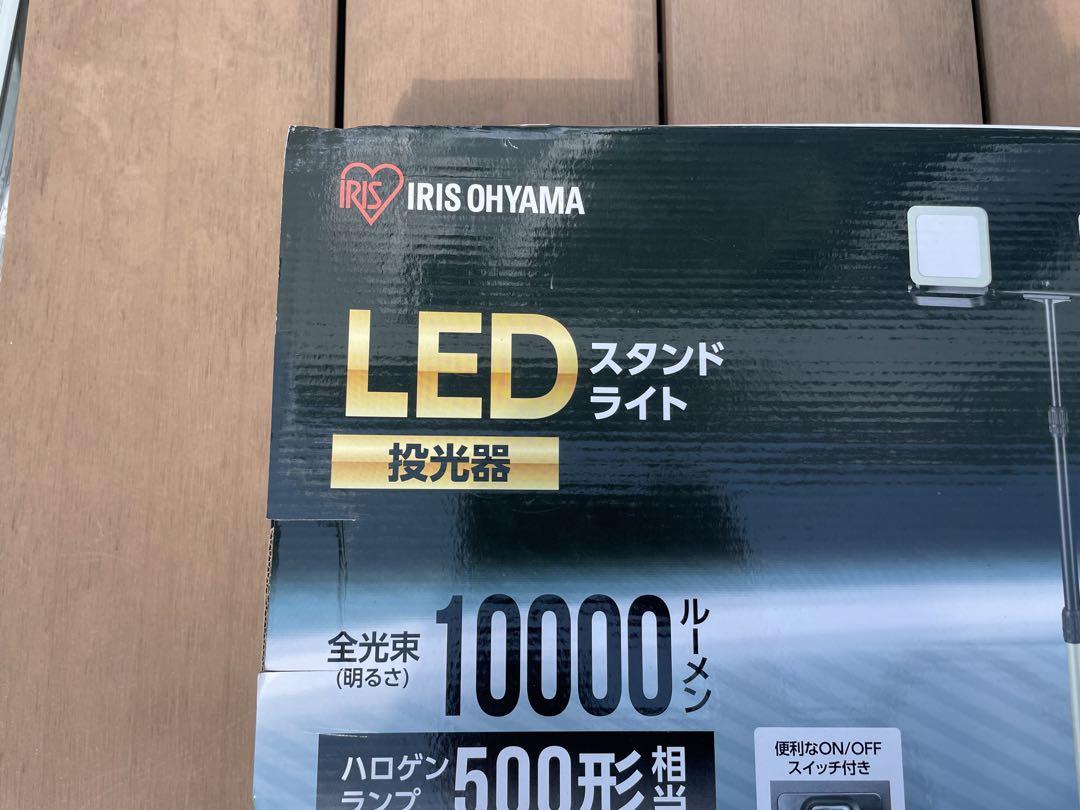 IRIS IRIS OHYAMA
LED スタンド
ライト
投光器
全光束
(明るさ)
10000 ルーメン
ハロゲン
ランプ
500形 相当
便利なON/OFF
スイッチ付き